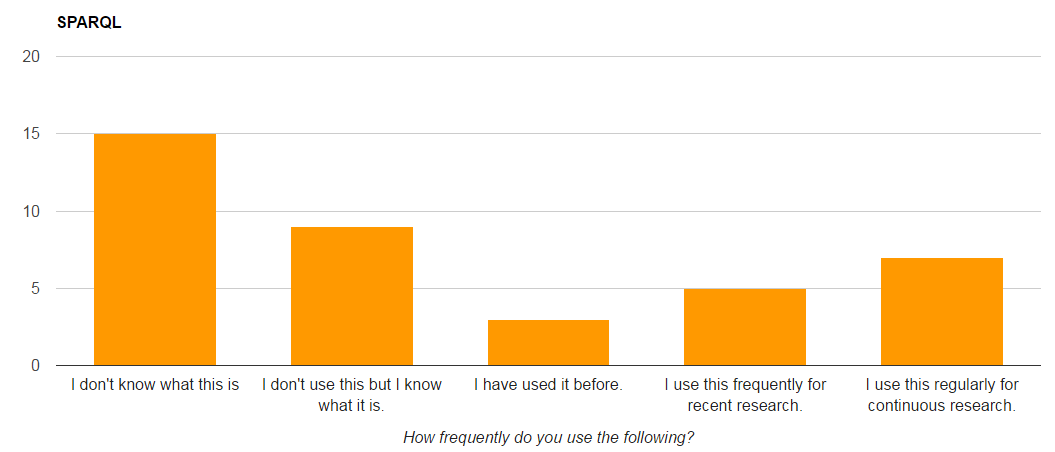 SPARQL
20
15
10
5
0
I don't know what this is
I don't use this but I know
what it is.
I have used it before.
I use this frequently for
recent research.
I use this regularly for
continuous research.
How frequently do you use the following?